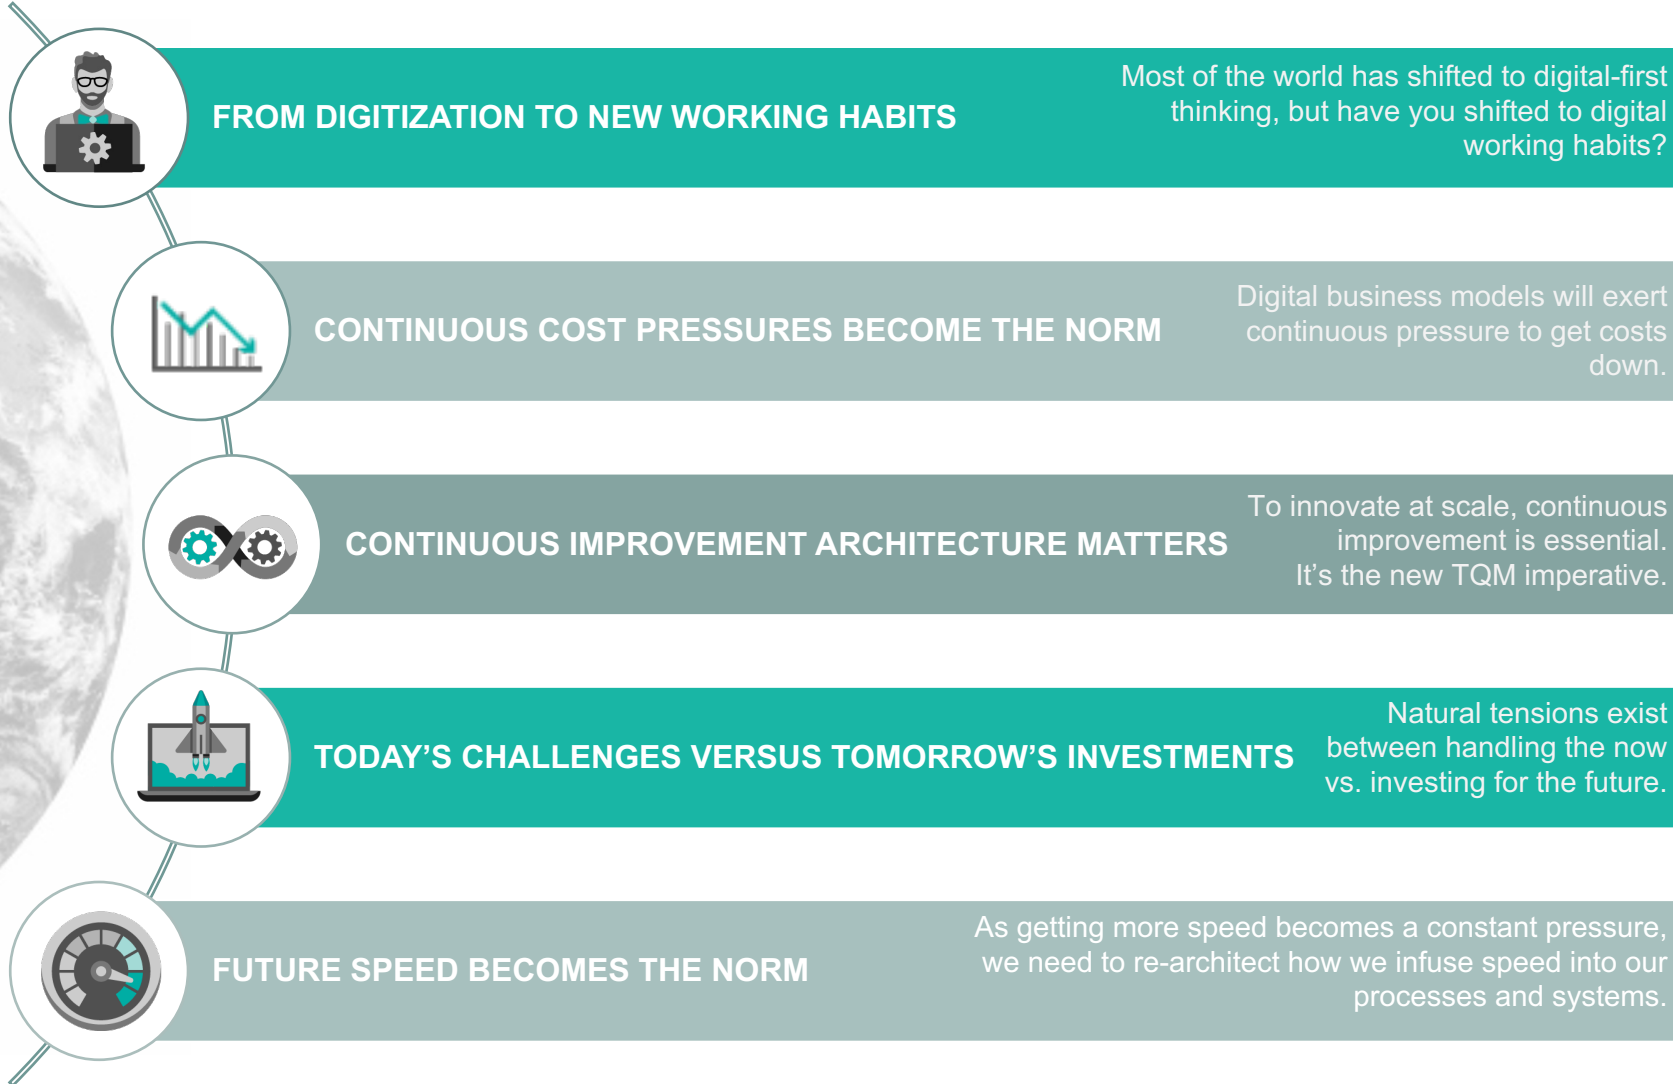 FROM DIGITIZATION TO NEW WORKING HABITS
Most of the world has shifted to digital-first
thinking, but have you shifted to digital
working habits?
CONTINUOUS COST PRESSURES BECOME THE NORM
Digital business models will exert
continuous pressure to get costs
down.
CONTINUOUS IMPROVEMENT ARCHITECTURE MATTERS
To innovate at scale, continuous
improvement is essential.
It’s the new TQM imperative.
TODAY’S CHALLENGES VERSUS TOMORROW’S INVESTMENTS
Natural tensions exist
between handling the now
vs. investing for the future.
FUTURE SPEED BECOMES THE NORM
As getting more speed becomes a constant pressure,
we need to re-architect how we infuse speed into our
processes and systems.